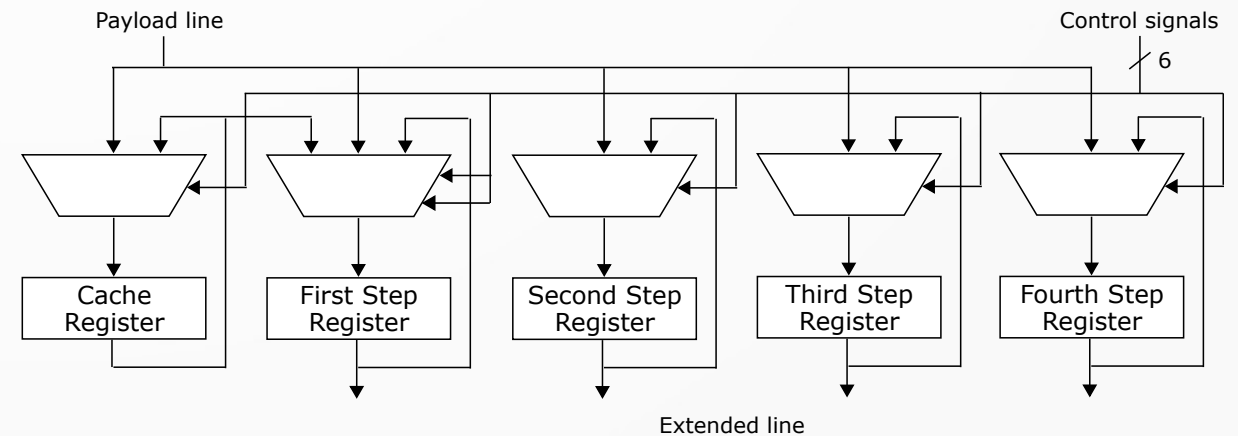 Payload line
Control signals
6
Cache
Register
First Step
Register
Second Step
Register
Third Step
Register
Fourth Step
Register
Extended line